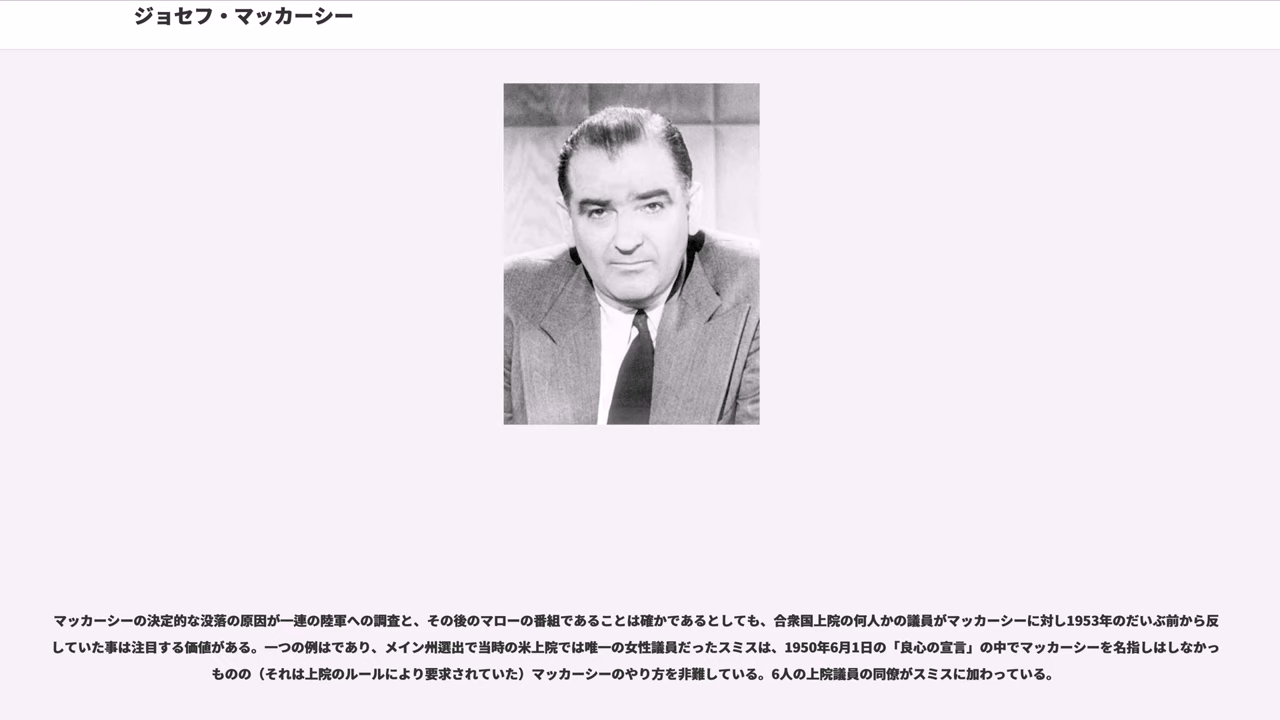 ジョセフ・マッカーシー
マッカーシーの決定的な没落の原因が一連の陸軍への調査と、その後のマローの番組であることは確かであるとしても、合衆国上院の何人かの議員がマッカーシーに対し1953年のだいぶ前から反
していた事は注目する価値がある。一つの例はであり、メイン州選出で当時の米上院では唯一の女性議員だったスミスは、1950年6月1日の「良心の宣言」の中でマッカーシーを名指しはしなかっ
ものの（それは上院のルールにより要求されていた）マッカーシーのやり方を非難している。6人の上院議員の同僚がスミスに加わっている。